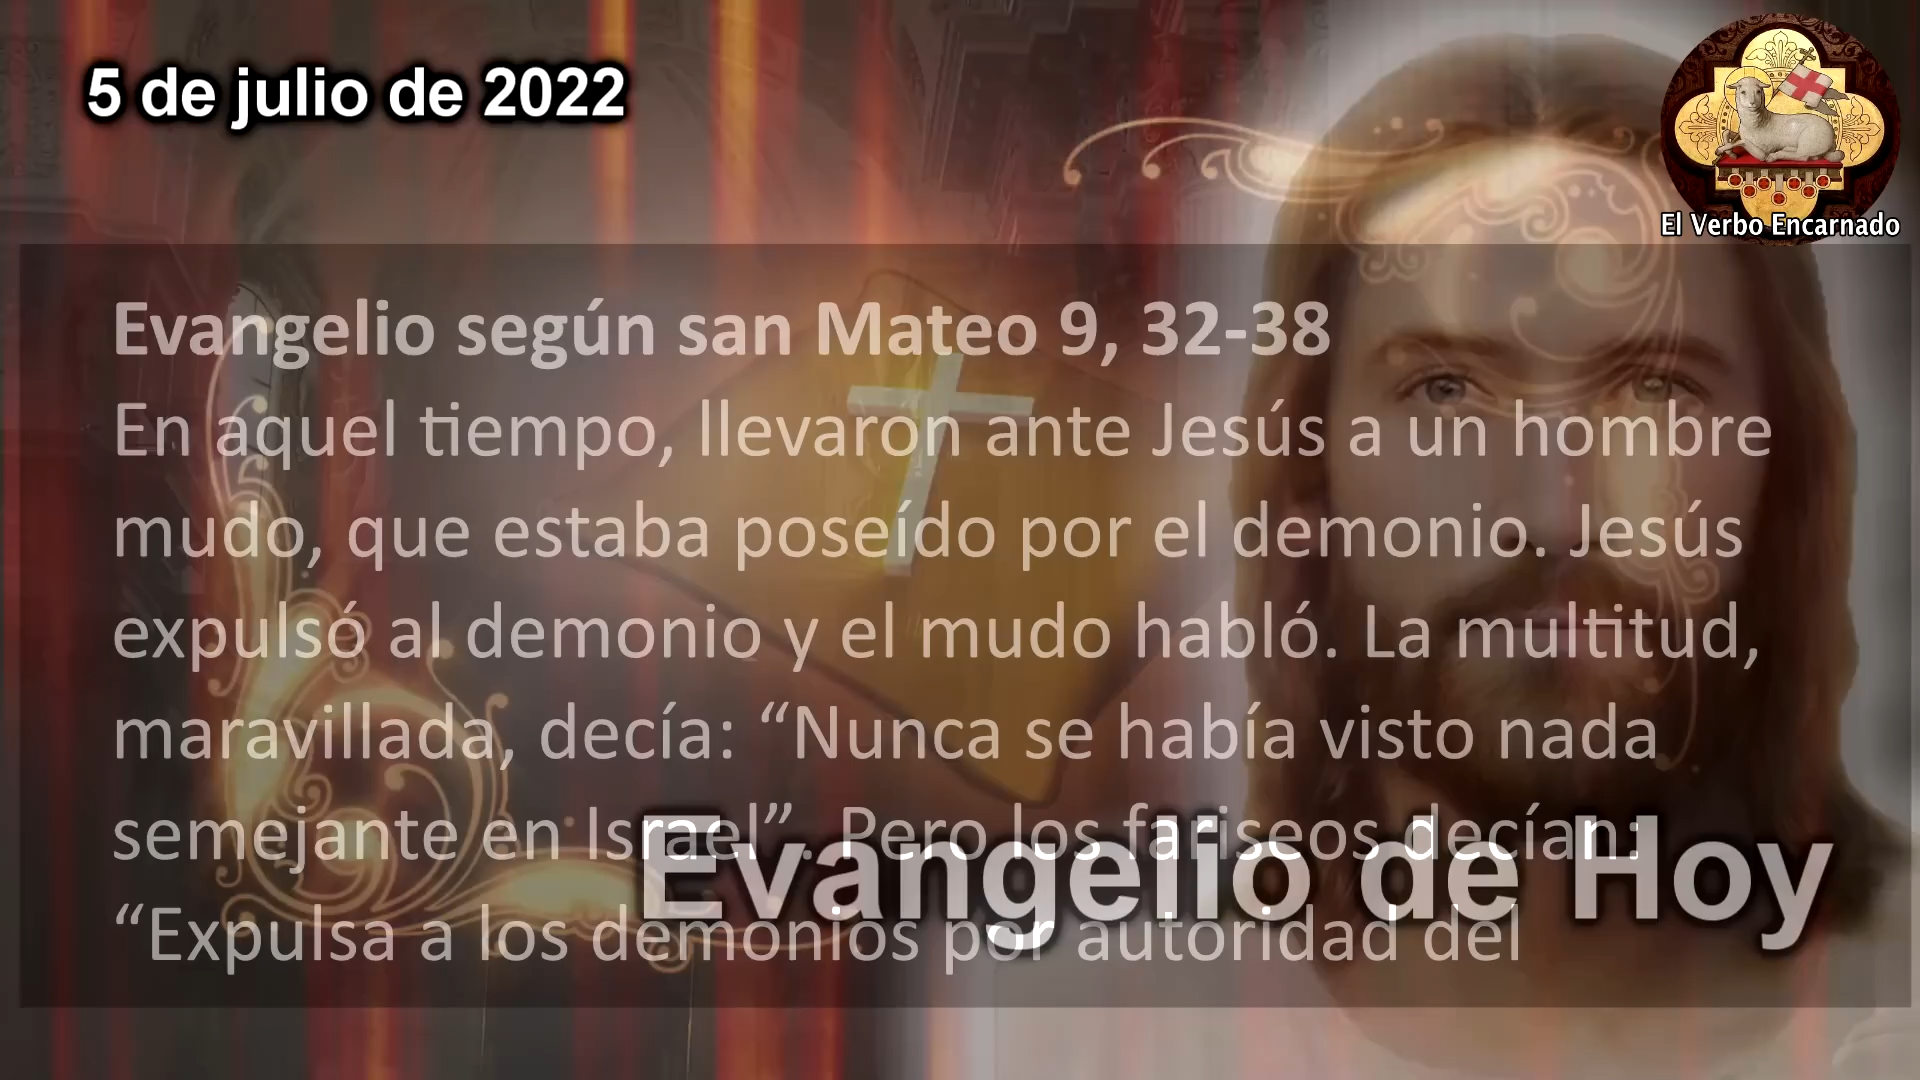 5 de julio de 2022
El Verbo Encarnado
Evangelio según san Mateo 9, 32-38
En aquel tiempo, llevaron ante Jesús a un hombre
mudo, que estaba poseído por el demonio. Jesús
expulsó al demonio y el mudo habló. La multitud,
maravillada, decía: “Nunca se había visto nada
semejante en Israel”. Pero los fariseos decían:
“Expulsa a los demonios por autoridad del
Evangelio de Hoy